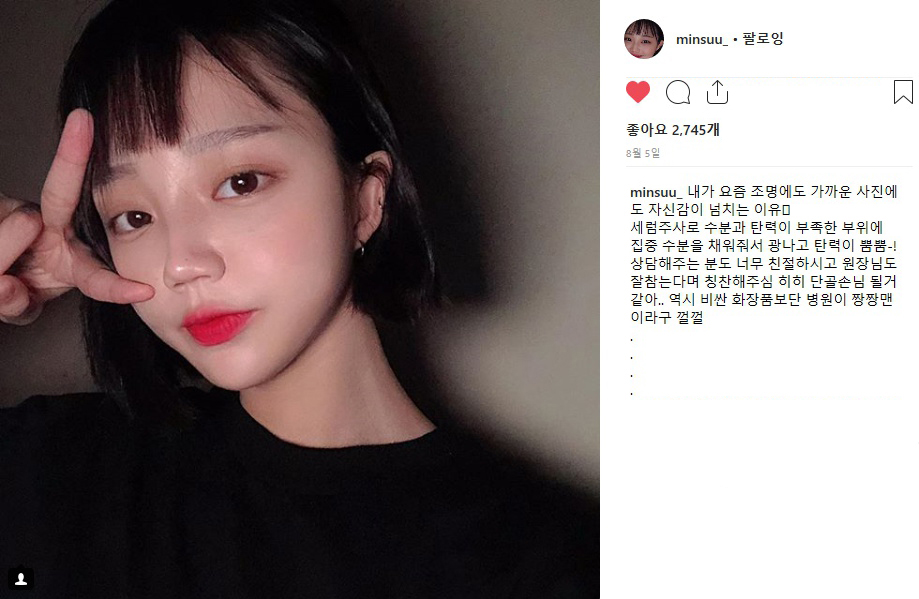 minsuu_ • 팔로잉
좋아요 2,745개
8월 5일
minsuu_ 내가 요즘 조명에도 가까운 사진에
도 자신감이 넘치는 이유
세럼주사로 수분과 탄력이 부족한 부위에
집중 수분을 채워줘서 광나고 탄력이 뿜뿜-!
상담해주는 분도 너무 친절하시고 원장님도
잘참는다며 칭찬해주심 히히 단골손님 될거
같아.. 역시 비싼 화장품보단 병원이 짱짱맨
이라구 껄껄
.
.
.
.